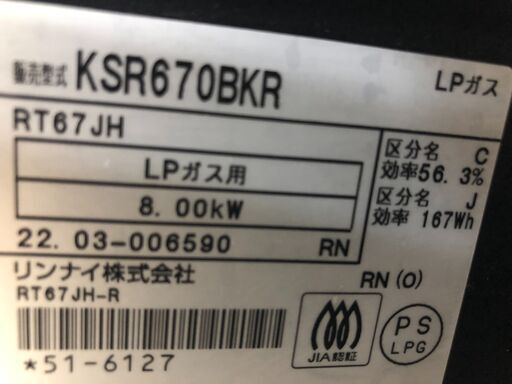 販売型式 KSR670BKR LPガス
RT67JH
LPガス用
8.00kW
区分名 C
効率56.3%
区分名 J
効率 167Wh
22.03-006590 RN
リンナイ株式会社 RN(O)
RT67JH-R
JIA認証
PS
LPG
*51-6127